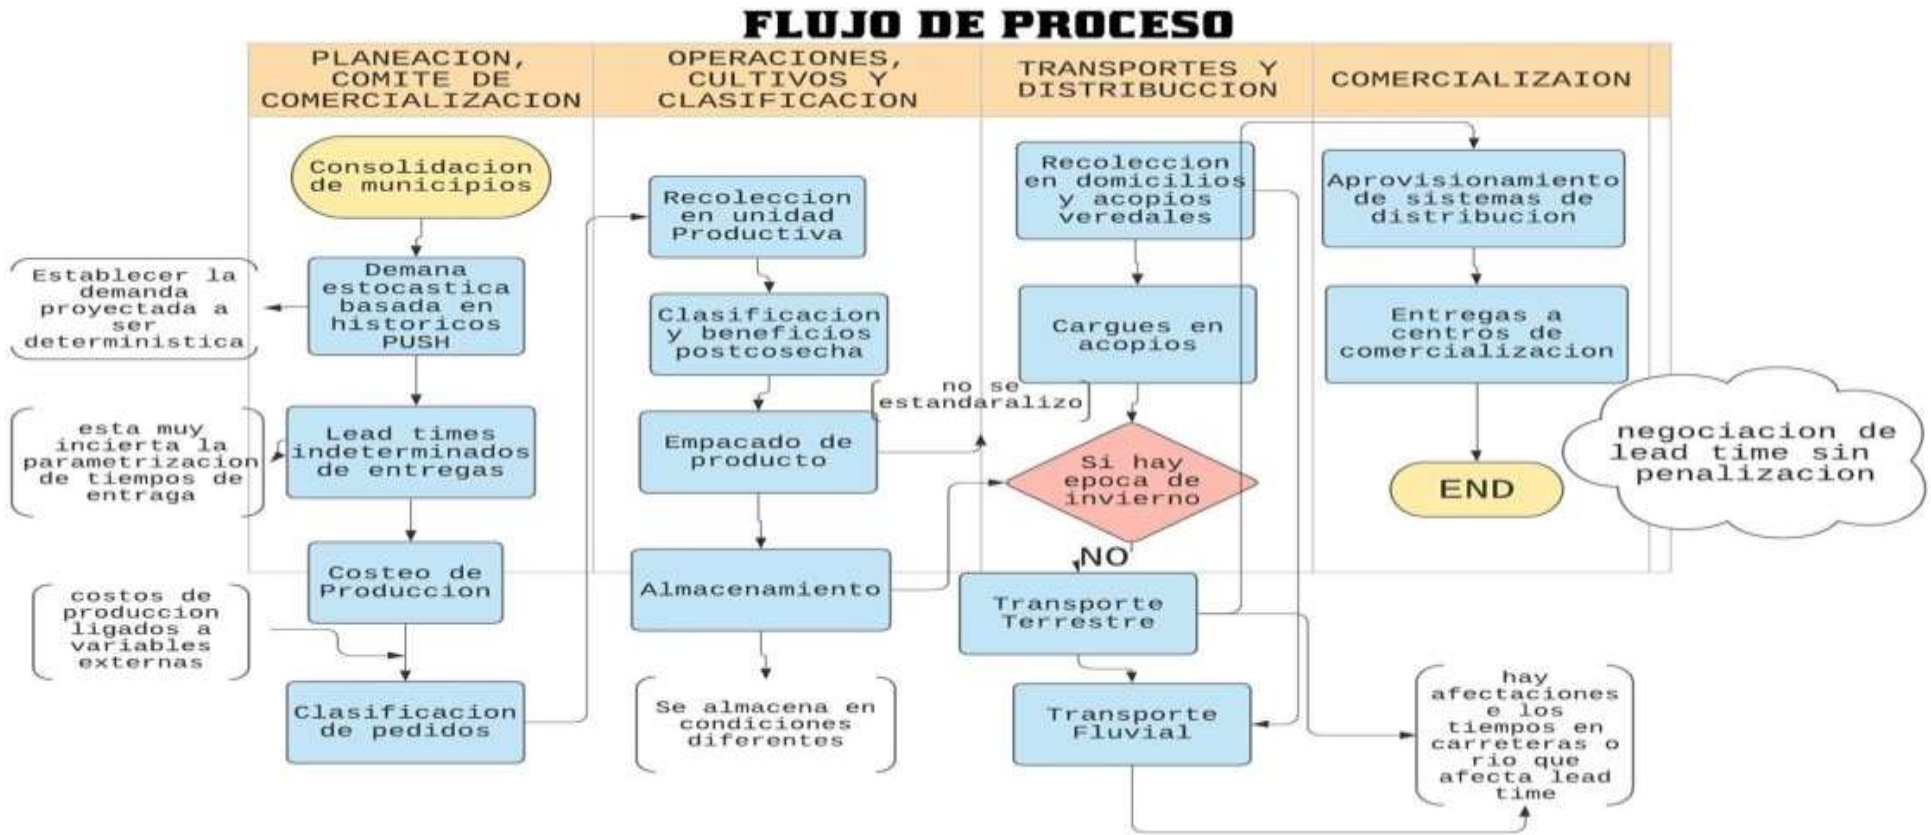 FLUJO DE PROCESO
PLANEACION,
COMITE DE
COMERCIALIZACION
OPERACIONES,
CULTIVOS Y
CLASIFICACION
TRANSPORTES Y
DISTRIBUCCION
COMERCIALIZAION
Consolidacion
de municipios
Demana
estocastica
basada en
historicos
PUSH
Establecer la
demanda
proyectada a
ser
deterministica
Lead times
indeterminados
de entregas
esta muy
incierta la
parametrizacion
de tiempos de
entraga
Costeo de
Produccion
costos de
produccion
ligados a
variables
externas
Clasificacion
de pedidos
Recoleccion
en unidad
Productiva
Clasificacion
y beneficios
postcosecha
Empacado de
producto
no se
estandaralizo
Almacenamiento
Se almacena en
condiciones
diferentes
Recoleccion
en domicilios
y acopios
veredales
Cargues en
acopios
Si hay
epoca de
invierno
NO
Transporte
Terrestre
Transporte
Fluvial
hay
afectaciones
e los
tiempos en
carreteras o
rio que
afecta lead
time
Aprovisionamiento
de sistemas de
distribucion
Entregas a
centros de
comercializacion
END
negociacion de
lead time sin
penalizacion